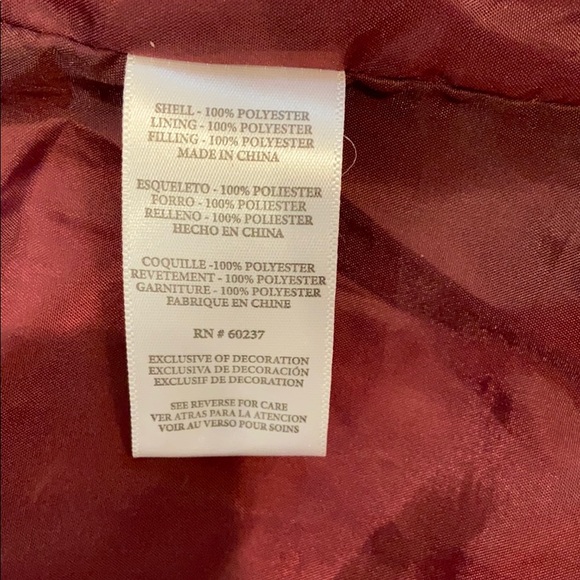 SHELL - 100% POLYESTER
LINING - 100% POLYESTER
FILLING - 100% POLYESTER
MADE IN CHINA
ESQUELETO - 100% POLIESTER
FORRO - 100% POLIESTER
RELLENO - 100% POLIESTER
HECHO EN CHINA
COQUILLE -100% POLYESTER
REVETEMENT - 100% POLYESTER
GARNITURE - 100% POLYESTER
FABRIQUE EN CHINE
RN # 60237
EXCLUSIVE OF DECORATION
EXCLUSIVA DE DECORACIÓN
EXCLUSIF DE DECORATION
SEE REVERSE FOR CARE
VER ATRAS PARA LA ATENCION
VOIR AU VERSO POUR SOINS